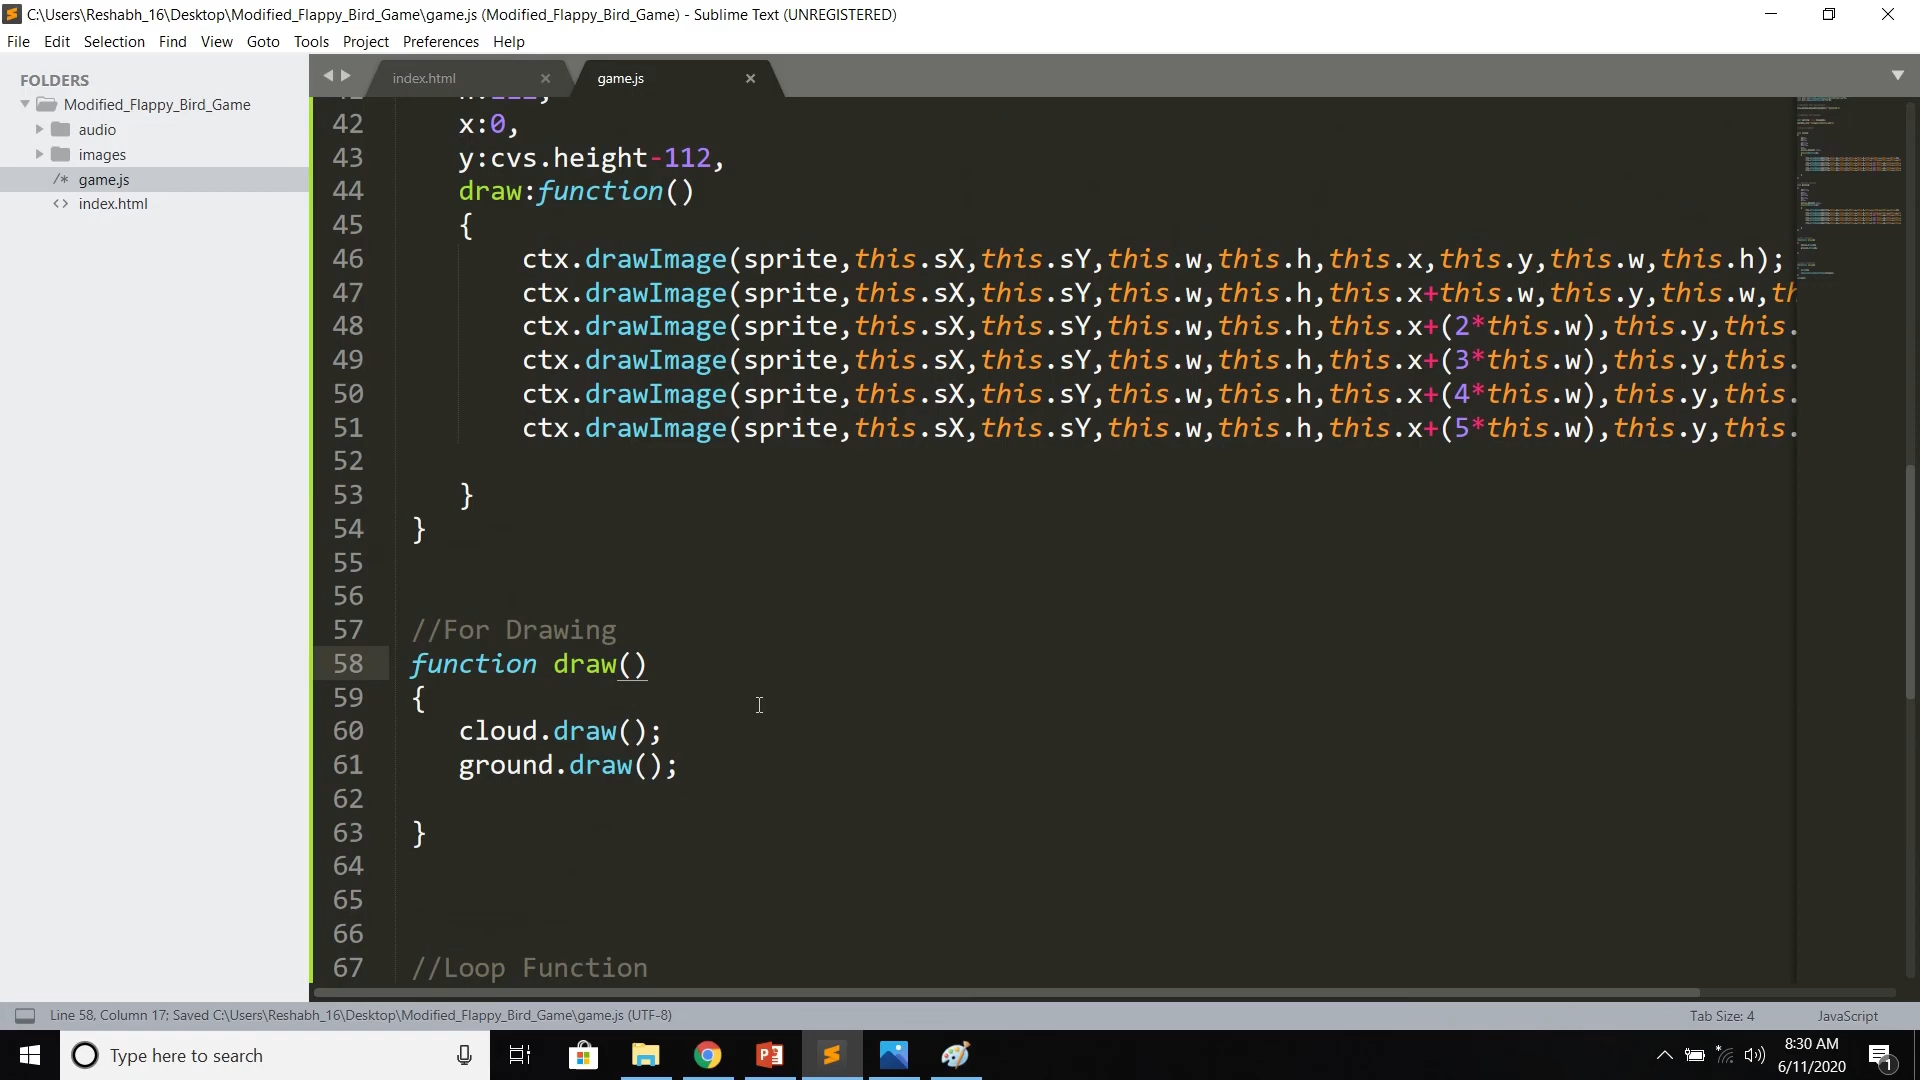 C:\Users\Reshabh_16\Desktop\Modified_Flappy_Bird_Game\game.js (Modified_Flappy_Bird_Game) - Sublime Text (UNREGISTERED)
File Edit Selection Find View Goto Tools Project Preferences Help
FOLDERS
Modified_Flappy_Bird_Game
audio
images
/* game.js
<> index.html
index.html
game.js
42 x:0,
43 y:cvs.height-112,
44 draw:function()
45 {
46 ctx.drawImage(sprite,this.sX,this.sY,this.w,this.h,this.x,this.y,this.w,this.h);
47 ctx.drawImage(sprite,this.sX,this.sY,this.w,this.h,this.x+this.w,this.y,this.w,th
48 ctx.drawImage(sprite,this.sX,this.sY,this.w,this.h,this.x+(2*this.w),this.y,this.
49 ctx.drawImage(sprite,this.sX,this.sY,this.w,this.h,this.x+(3*this.w),this.y,this.
50 ctx.drawImage(sprite,this.sX,this.sY,this.w,this.h,this.x+(4*this.w),this.y,this.
51 ctx.drawImage(sprite,this.sX,this.sY,this.w,this.h,this.x+(5*this.w),this.y,this.
52
53 }
54 }
55
56
57 //For Drawing
58 function draw()
59 {
60 cloud.draw();
61 ground.draw();
62
63 }
64
65
66
67 //Loop Function
Line 58, Column 17; Saved C:\Users\Reshabh_16\Desktop\Modified_Flappy_Bird_Game\game.js (UTF-8)
Tab Size: 4
JavaScript
Type here to search
8:30 AM
6/11/2020
1